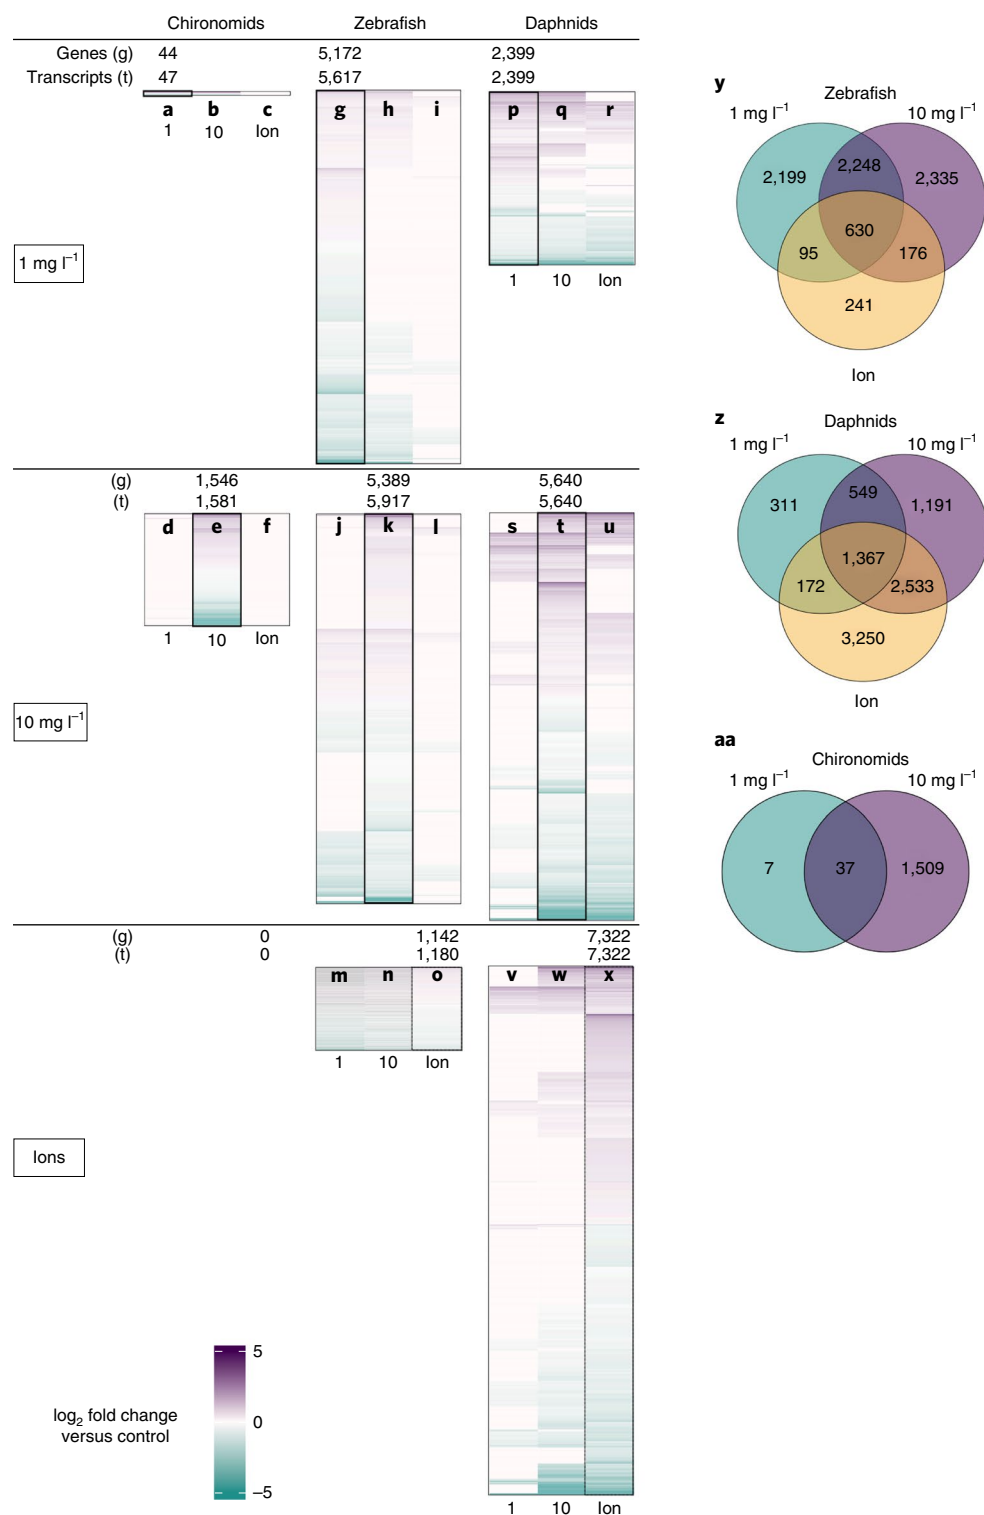 Chironomids Zebrafish Daphnids
Genes (g) 44 5,172 2,399
Transcripts (t) 47 5,617 2,399
a b c g h i p q r
1 10 Ion
1 mg l⁻¹
1 10 Ion
(g) 1,546 5,389 5,640
(t) 1,581 5,917 5,640
d e f j k l s t u
1 10 Ion
10 mg l⁻¹
(g) 0 1,142 7,322
(t) 0 1,180 7,322
m n o v w x
1 10 Ion
Ions
5
log₂ fold change
versus control
0
–5
1 10 Ion
y
Zebrafish
1 mg l⁻¹ 10 mg l⁻¹
2,199 2,248 2,335
630
95 176
241
Ion
z
Daphnids
1 mg l⁻¹ 10 mg l⁻¹
311 549 1,191
1,367
172 2,533
3,250
Ion
aa
Chironomids
1 mg l⁻¹ 10 mg l⁻¹
7 37 1,509